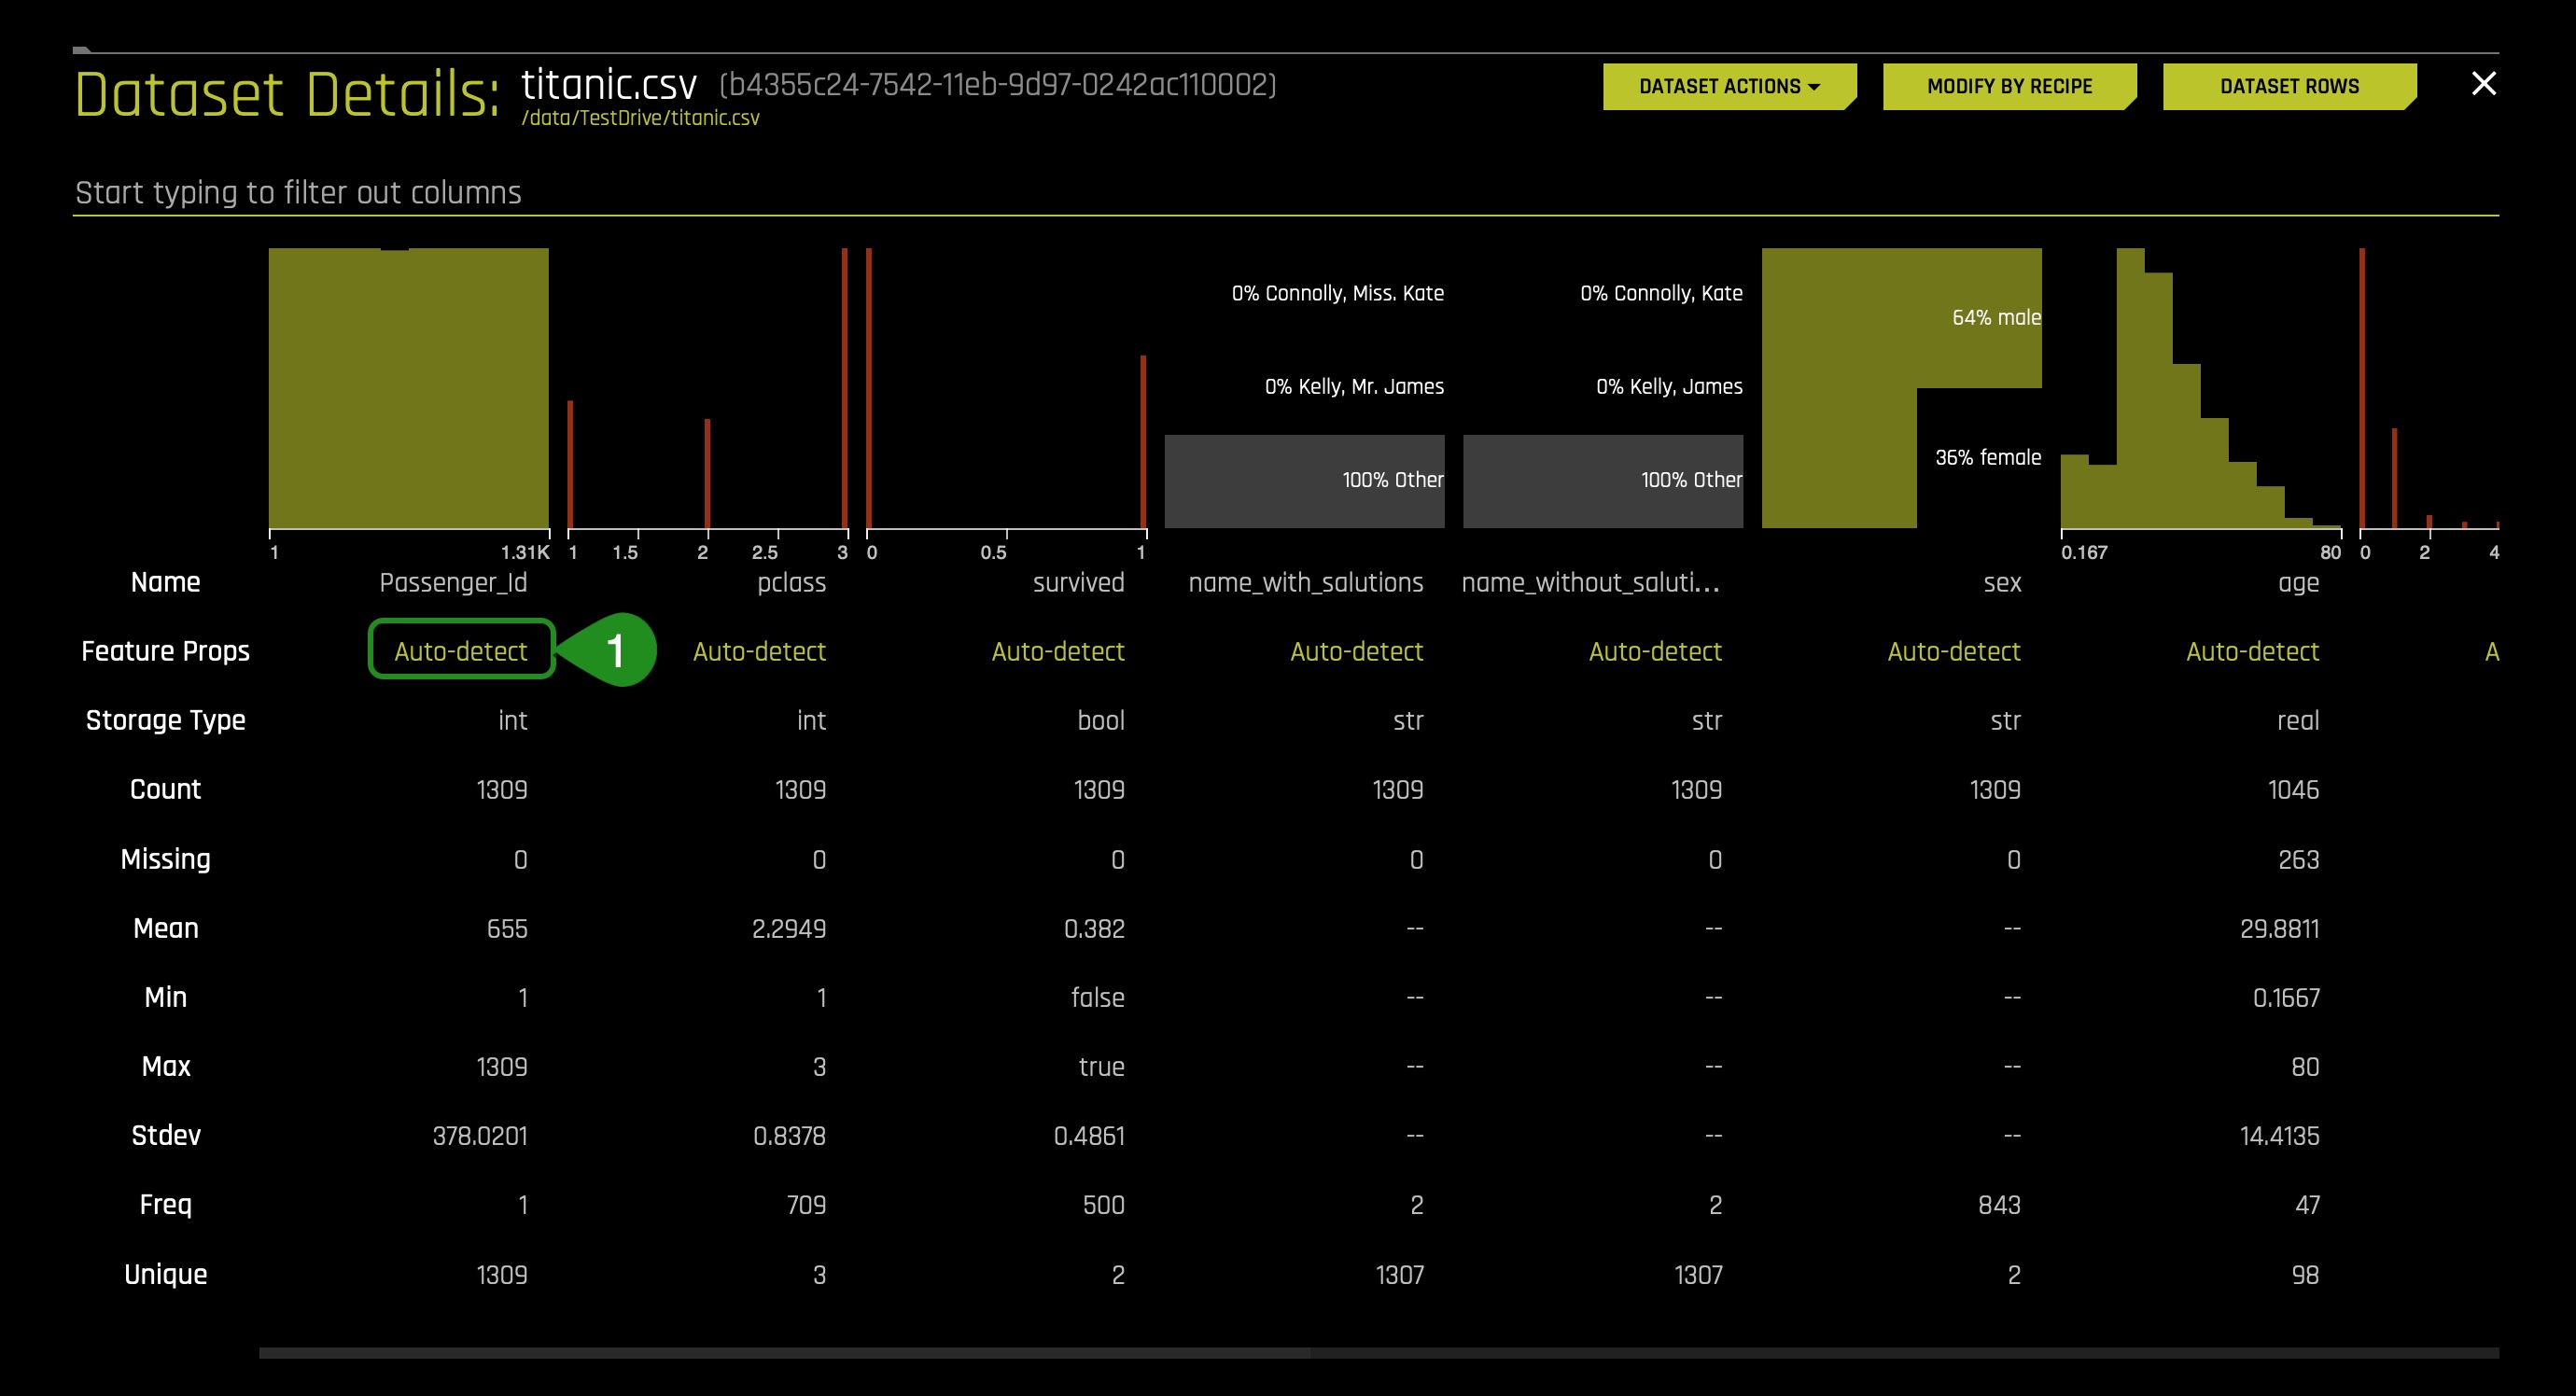 Dataset Details: titanic.csv (b4355c24-7542-11eb-9d97-0242ac110002) DATASET ACTIONS MODIFY BY RECIPE DATASET ROWS
/data/TestDrive/titanic.csv
Start typing to filter out columns
0% Connolly, Miss. Kate 0% Connolly, Kate
64% male
0% Kelly, Mr. James 0% Kelly, James
36% female
100% Other 100% Other
1 1.31K 1 1.5 2 2.5 3 0 0.5 1 0.167 80 0 2 4
Name Passenger_Id pclass survived name_with_salutions name_without_saluti... sex age
Feature Props Auto-detect 1 Auto-detect Auto-detect Auto-detect Auto-detect Auto-detect Auto-detect A
Storage Type int int bool str str str real
Count 1309 1309 1309 1309 1309 1309 1046
Missing 0 0 0 0 0 0 263
Mean 655 2.2949 0.382 -- -- -- 29.8811
Min 1 1 false -- -- -- 0.1667
Max 1309 3 true -- -- -- 80
Stdev 378.0201 0.8378 0.4861 -- -- -- 14.4135
Freq 1 709 500 2 2 843 47
Unique 1309 3 2 1307 1307 2 98